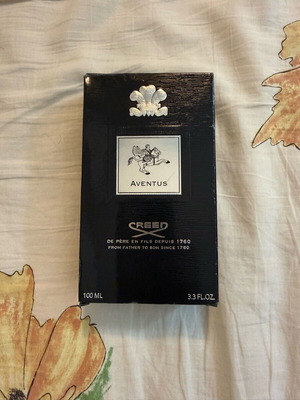 AVENTUS
CREED
DE PÈRE EN FILS DEPUIS 1760
FROM FATHER TO SON SINCE 1760
100 ML 3.3 FL.OZ.